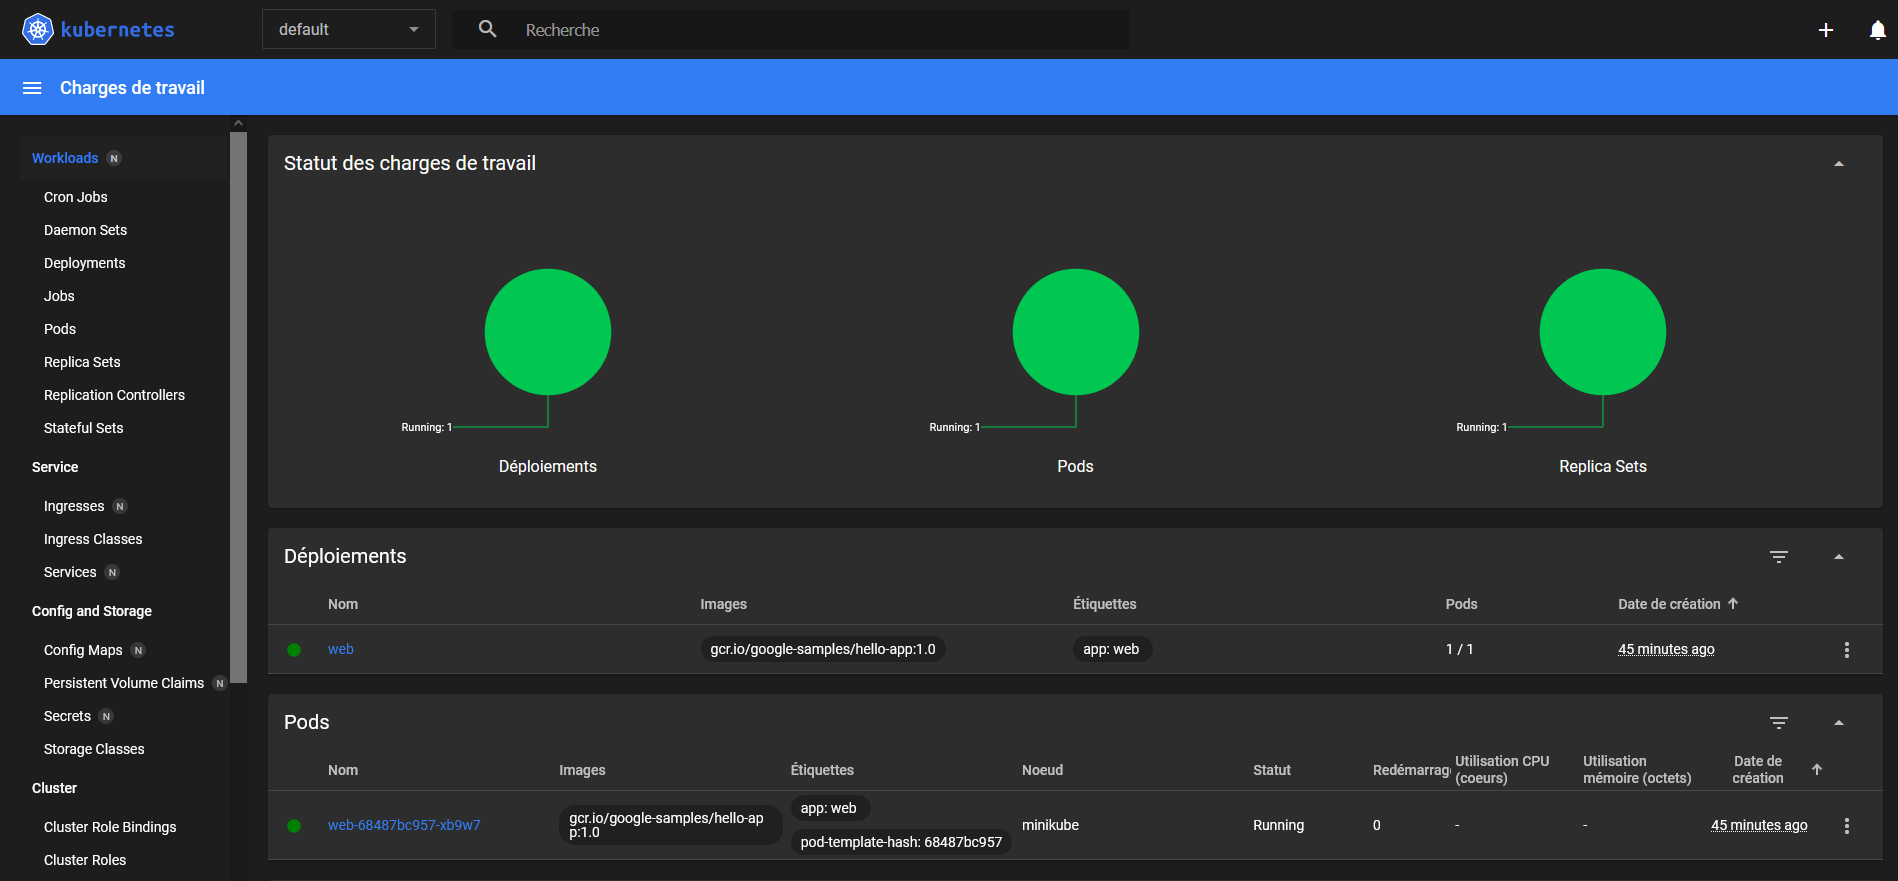 kubernetes
default
Recherche
Charges de travail
Workloads N
Cron Jobs
Daemon Sets
Deployments
Jobs
Pods
Replica Sets
Replication Controllers
Stateful Sets
Service
Ingresses N
Ingress Classes
Services N
Config and Storage
Config Maps N
Persistent Volume Claims N
Secrets N
Storage Classes
Cluster
Cluster Role Bindings
Cluster Roles
Statut des charges de travail
Running: 1
Déploiements
Running: 1
Pods
Running: 1
Replica Sets
Déploiements
Nom Images Étiquettes Pods Date de création
web gcr.io/google-samples/hello-app:1.0 app: web 1 / 1 45 minutes ago
Pods
Nom Images Étiquettes Noeud Statut Redémarrag Utilisation CPU (coeurs) Utilisation mémoire (octets) Date de création
web-68487bc957-xb9w7
gcr.io/google-samples/hello-ap
p:1.0
app: web
pod-template-hash: 68487bc957
minikube Running 0 - - 45 minutes ago